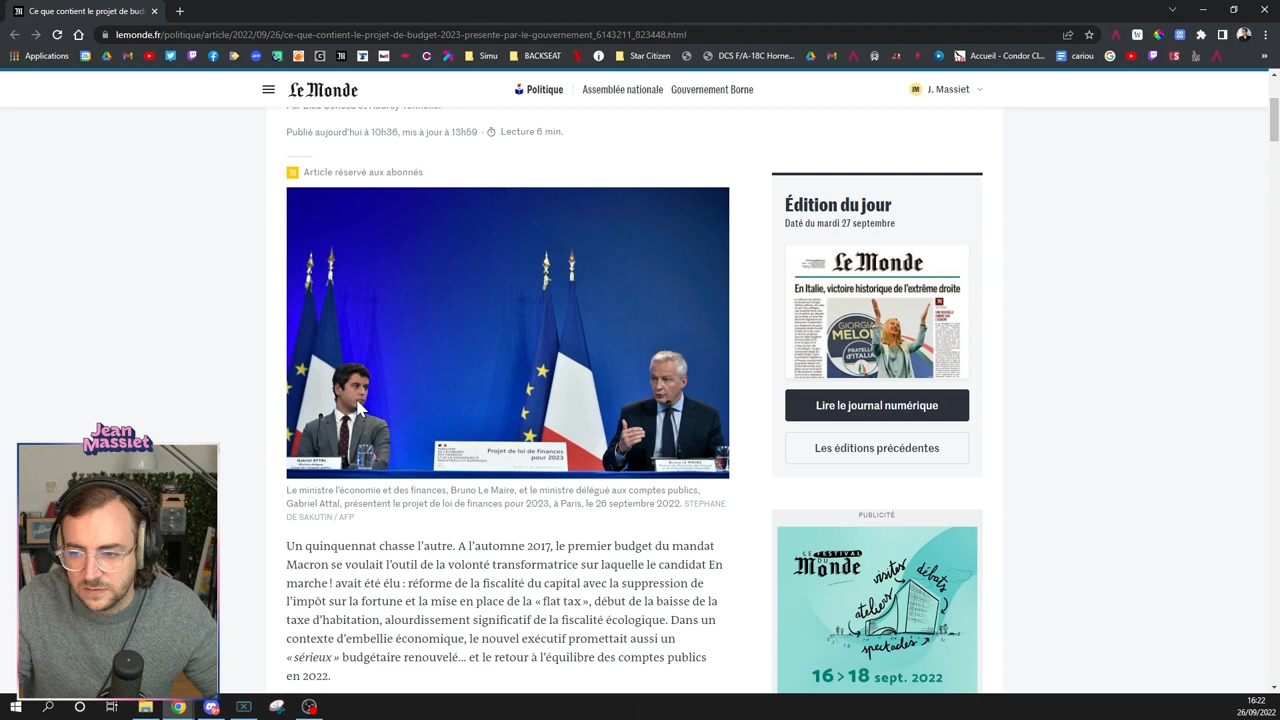 Ce que contient le projet de bu
lemonde.fr/politique/article/2022/09/26/ce-que-contient-le-projet-de-budget-2023-presente-par-le-gouvernement_6143211_823448.html
Applications
Simu
BACKSEAT
Star Citizen
DCS F/A-18C Horne...
Accueil - Condor Cl...
cariou
»
Le Monde
Politique
Assemblée nationale
Gouvernement Borne
JM
J. Massiet
Publié aujourd'hui à 10h36, mis à jour à 13h59 · Lecture 6 min.
Article réservé aux abonnés
GABRIEL ATTAL
Projet de loi de finances
pour 2023
BRUNO LE MAIRE
Le ministre l'économie et des finances, Bruno Le Maire, et le ministre délégué aux comptes publics,
Gabriel Attal, présentent le projet de loi de finances pour 2023, à Paris, le 26 septembre 2022. STEPHANE
DE SAKUTIN / AFP
Un quinquennat chasse l'autre. A l'automne 2017, le premier budget du mandat
Macron se voulait l'outil de la volonté transformatrice sur laquelle le candidat En
marche ! avait été élu : réforme de la fiscalité du capital avec la suppression de
l'impôt sur la fortune et la mise en place de la « flat tax », début de la baisse de la
taxe d'habitation, alourdissement significatif de la fiscalité écologique. Dans un
contexte d'embellie économique, le nouvel exécutif promettait aussi un
« sérieux » budgétaire renouvelé... et le retour à l'équilibre des comptes publics
en 2022.
Édition du jour
Daté du mardi 27 septembre
Le Monde
En Italie, victoire historique de l'extrême droite
GIORGIA
MELONI
FRATELLI
d'ITALIA
Lire le journal numérique
Les éditions précédentes
PUBLICITÉ
LE FESTIVAL
DU
Monde
visites
débats
ateliers
spectacles
16 > 18 sept. 2022
Jean
Massiet
16:22
26/09/2022